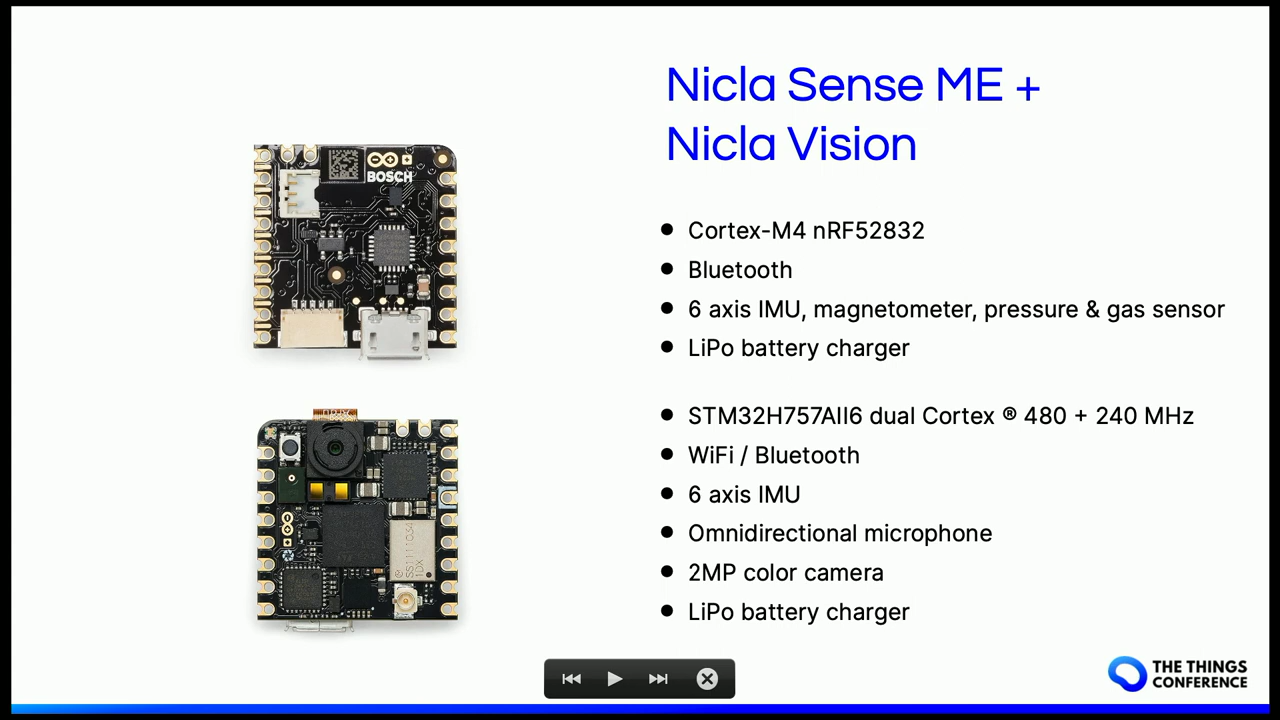 Nicla Sense ME +
Nicla Vision
BOSCH
• Cortex-M4 nRF52832
• Bluetooth
• 6 axis IMU, magnetometer, pressure & gas sensor
• LiPo battery charger
• STM32H757AII6 dual Cortex ® 480 + 240 MHz
• WiFi / Bluetooth
• 6 axis IMU
• Omnidirectional microphone
• 2MP color camera
• LiPo battery charger
SS1111034
1DX
THE THINGS
CONFERENCE